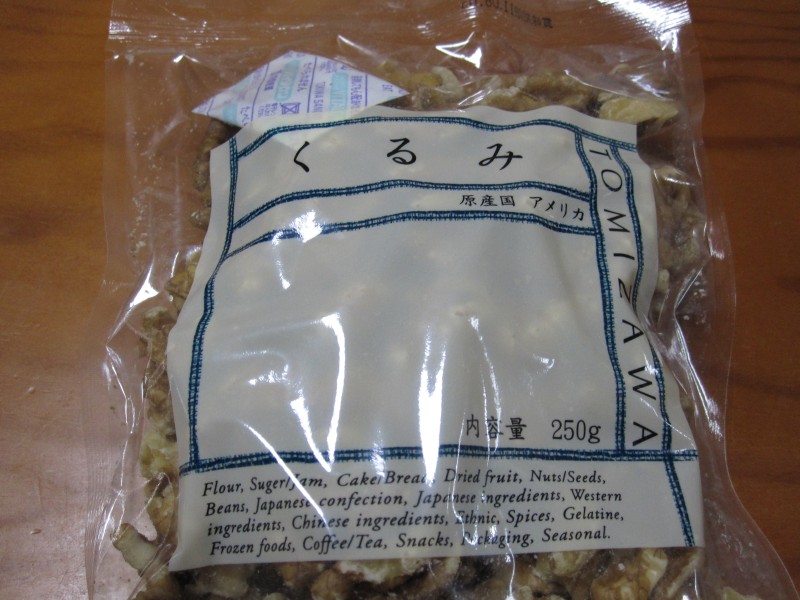 くるみ
原産国 アメリカ
TOMIZAWA
内容量 250g
Flour, Suger/Jam, Cake/Bread, Dried fruit, Nuts/Seeds,
Beans, Japanese confection, Japanese ingredients, Western
ingredients, Chinese ingredients, Ethnic, Spices, Gelatine,
Frozen foods, Coffee/Tea, Snacks, Packaging, Seasonal.